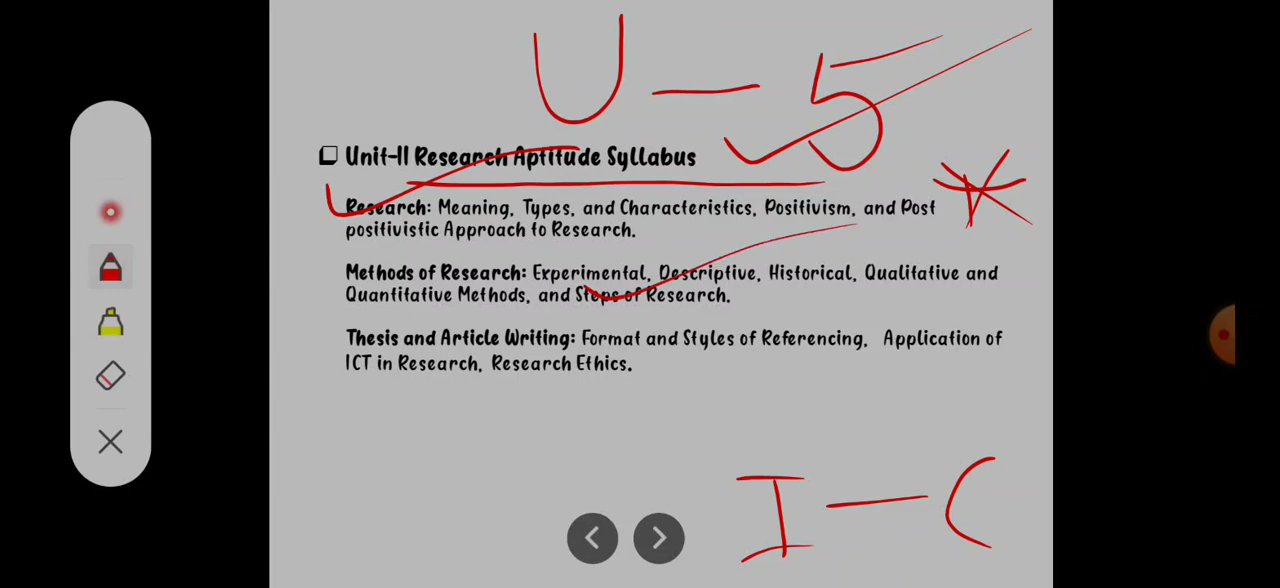 U — 5
Unit-II Research Aptitude Syllabus
Research: Meaning, Types, and Characteristics, Positivism, and Post
positivistic Approach to Research.
Methods of Research: Experimental, Descriptive, Historical, Qualitative and
Quantitative Methods, and Steps of Research.
Thesis and Article Writing: Format and Styles of Referencing, Application of
ICT in Research, Research Ethics.
I — C